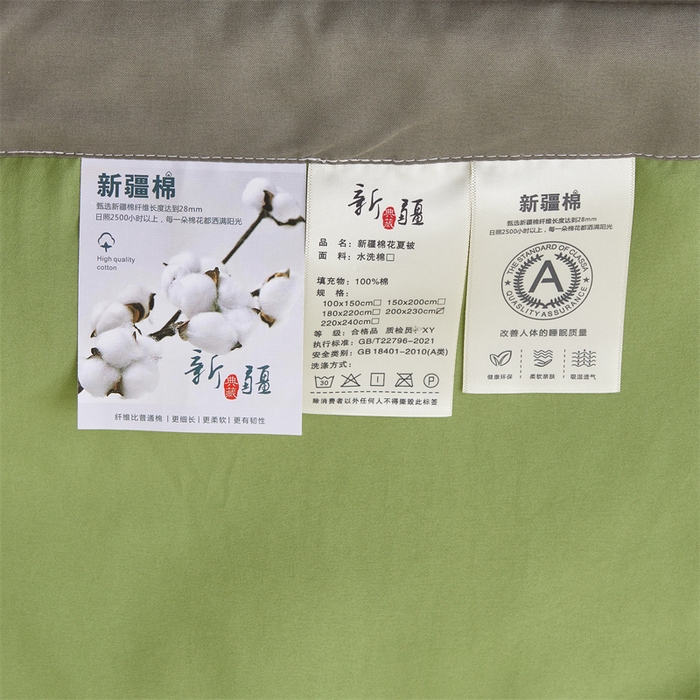 新疆棉
甄选新疆棉纤维长度达到28mm
日照2500小时以上，每一朵棉花都洒满阳光
High quality
cotton
新疆
典藏
纤维比普通棉 | 更细长 | 更柔软 | 更有韧性
新疆
典藏
品 名：新疆棉花夏被
面 料：水洗棉□
填充物：100%棉
规 格：
100x150cm□ 150x200cm□
180x220cm□ 200x230cm☑
220x240cm□
等 级：合格品 质检员：XY
执行标准：GB/T22796-2021
安全类别：GB 18401-2010(A类)
洗涤方式：
30
P
除消费者以外任何人不得撕毁此标签
新疆棉
甄选新疆棉纤维长度达到28mm
日照2500小时以上，每一朵棉花都洒满阳光
THE STANDARD OF CLASSA
A
QUASLITY ASSURANCE
改善人体的睡眠质量
健康环保 柔软亲肤 吸湿透气